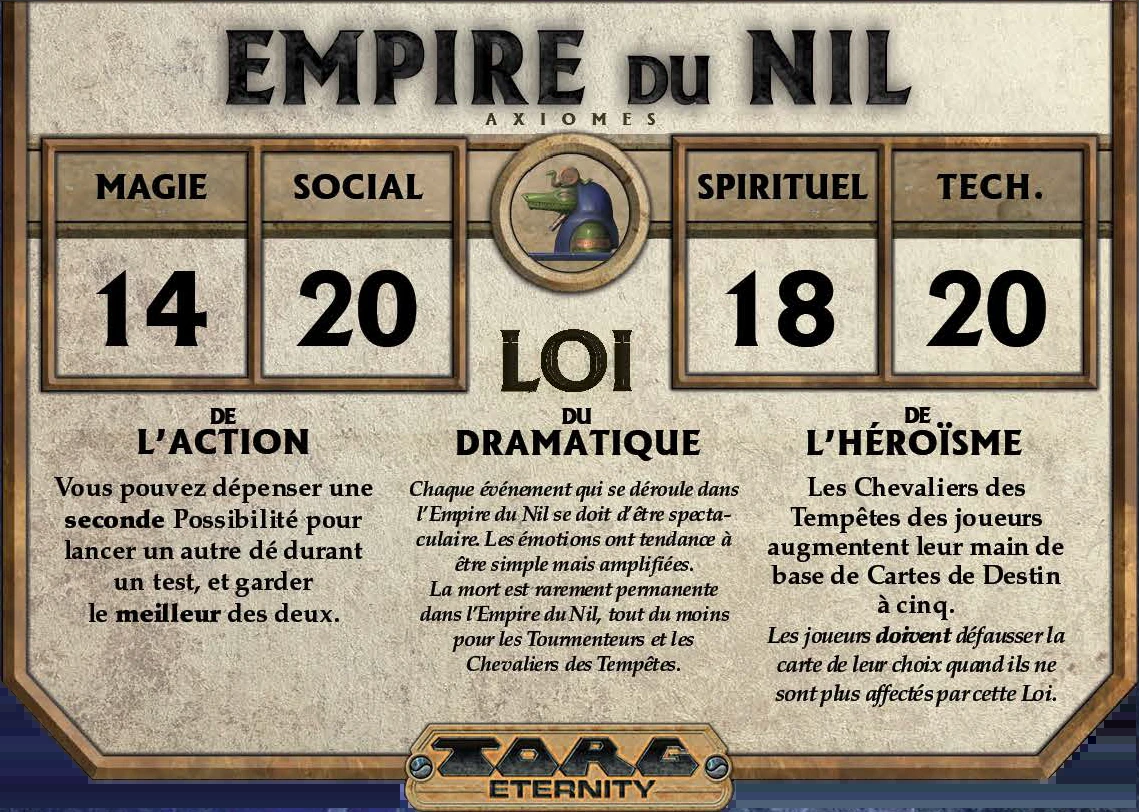 EMPIRE DU NIL
AXIOMES
MAGIE
SOCIAL
SPIRITUEL
TECH.
14
20
18
20
LOI
DE
L'ACTION
Vous pouvez dépenser une
seconde Possibilité pour
lancer un autre dé durant
un test, et garder
le meilleur des deux.
DU
DRAMATIQUE
Chaque événement qui se déroule dans
l'Empire du Nil se doit d'être specta-
culaire. Les émotions ont tendance à
être simple mais amplifiées.
La mort est rarement permanente
dans l'Empire du Nil, tout du moins
pour les Tourmenteurs et les
Chevaliers des Tempêtes.
DE
L'HÉROÏSME
Les Chevaliers des
Tempêtes des joueurs
augmentent leur main de
base de Cartes de Destin
à cinq.
Les joueurs doivent défausser la
carte de leur choix quand ils ne
sont plus affectés par cette Loi.
TORG
ETERNITY